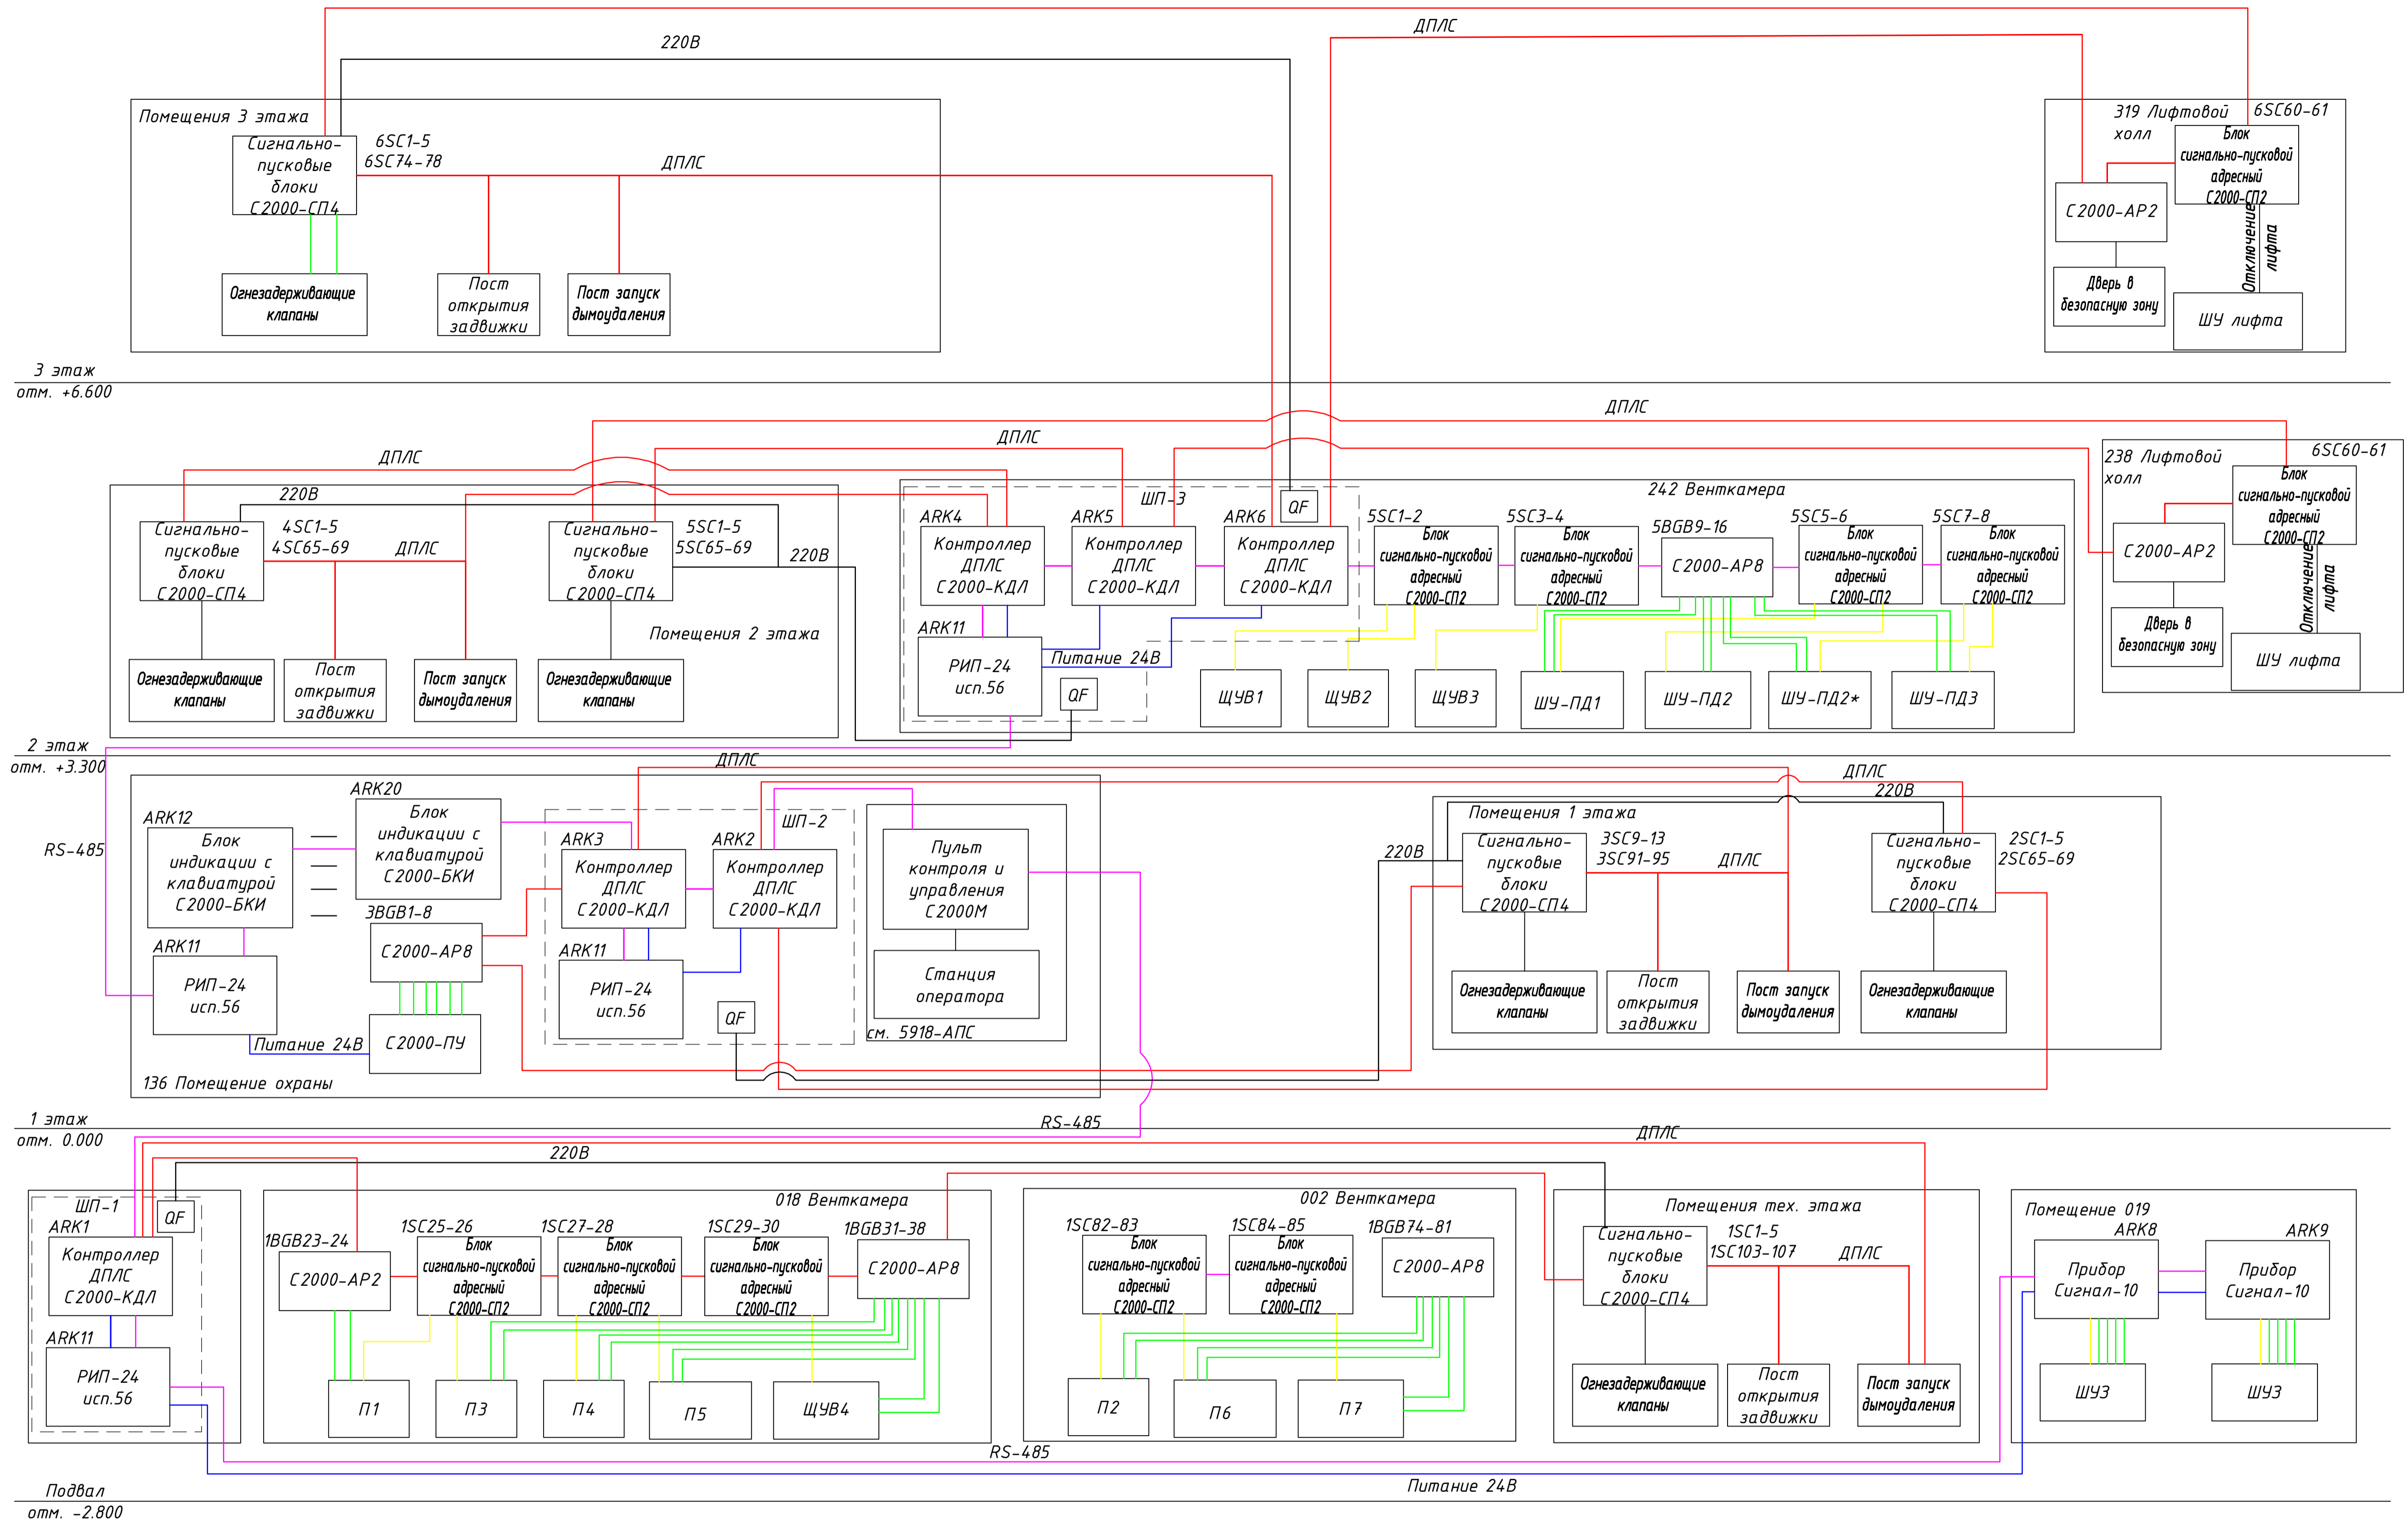 ДПЛС
220В
Помещения 3 этажа
Сигнально-
пусковые
блоки
С2000-СП4
6SC1-5
6SC74-78
ДПЛС
Огнезадерживающие
клапаны
Пост
открытия
задвижки
Пост запуск
дымоудаления
319 Лифтовой
холл
6SC60-61
Блок
сигнально-пусковой
адресный
С2000-СП2
С2000-АР2
Отключение
лифта
Дверь в
безопасную зону
ШУ лифта
3 этаж
отм. +6.600
ДПЛС
ДПЛС
ДПЛС
220В
Сигнально-
пусковые
блоки
С2000-СП4
4SC1-5
4SC65-69
ДПЛС
Сигнально-
пусковые
блоки
С2000-СП4
5SC1-5
5SC65-69
220В
Помещения 2 этажа
Огнезадерживающие
клапаны
Пост
открытия
задвижки
Пост запуск
дымоудаления
Огнезадерживающие
клапаны
ШП-3
QF
242 Венткамера
ARK4
Контроллер
ДПЛС
С2000-КДЛ
ARK5
Контроллер
ДПЛС
С2000-КДЛ
ARK6
Контроллер
ДПЛС
С2000-КДЛ
5SC1-2
Блок
сигнально-пусковой
адресный
С2000-СП2
5SC3-4
Блок
сигнально-пусковой
адресный
С2000-СП2
5BGB9-16
С2000-АР8
5SC5-6
Блок
сигнально-пусковой
адресный
С2000-СП2
5SC7-8
Блок
сигнально-пусковой
адресный
С2000-СП2
ARK11
РИП-24
исп.56
Питание 24В
QF
ЩУВ1
ЩУВ2
ЩУВ3
ШУ-ПД1
ШУ-ПД2
ШУ-ПД2*
ШУ-ПД3
238 Лифтовой
холл
6SC60-61
Блок
сигнально-пусковой
адресный
С2000-СП2
С2000-АР2
Отключение
лифта
Дверь в
безопасную зону
ШУ лифта
2 этаж
отм. +3.300
ДПЛС
ДПЛС
220В
RS-485
ARK12
Блок
индикации с
клавиатурой
С2000-БКИ
ARK20
Блок
индикации с
клавиатурой
С2000-БКИ
ARK11
РИП-24
исп.56
3BGB1-8
С2000-АР8
Питание 24В
С2000-ПУ
136 Помещение охраны
ШП-2
ARK3
Контроллер
ДПЛС
С2000-КДЛ
ARK2
Контроллер
ДПЛС
С2000-КДЛ
ARK11
РИП-24
исп.56
QF
Пульт
контроля и
управления
С2000М
Станция
оператора
см. 5918-АПС
Помещения 1 этажа
220В
Сигнально-
пусковые
блоки
С2000-СП4
3SC9-13
3SC91-95
ДПЛС
Сигнально-
пусковые
блоки
С2000-СП4
2SC1-5
2SC65-69
Огнезадерживающие
клапаны
Пост
открытия
задвижки
Пост запуск
дымоудаления
Огнезадерживающие
клапаны
1 этаж
отм. 0.000
RS-485
ДПЛС
220В
ШП-1
QF
ARK1
Контроллер
ДПЛС
С2000-КДЛ
ARK11
РИП-24
исп.56
018 Венткамера
1BGB23-24
С2000-АР2
1SC25-26
Блок
сигнально-пусковой
адресный
С2000-СП2
1SC27-28
Блок
сигнально-пусковой
адресный
С2000-СП2
1SC29-30
Блок
сигнально-пусковой
адресный
С2000-СП2
1BGB31-38
С2000-АР8
П1
П3
П4
П5
ЩУВ4
002 Венткамера
1SC82-83
Блок
сигнально-пусковой
адресный
С2000-СП2
1SC84-85
Блок
сигнально-пусковой
адресный
С2000-СП2
1BGB74-81
С2000-АР8
П2
П6
П7
Помещения тех. этажа
Сигнально-
пусковые
блоки
С2000-СП4
1SC1-5
1SC103-107
ДПЛС
Огнезадерживающие
клапаны
Пост
открытия
задвижки
Пост запуск
дымоудаления
Помещение 019
ARK8
Прибор
Сигнал-10
ARK9
Прибор
Сигнал-10
ШУЗ
ШУЗ
RS-485
Питание 24В
Подвал
отм. -2.800